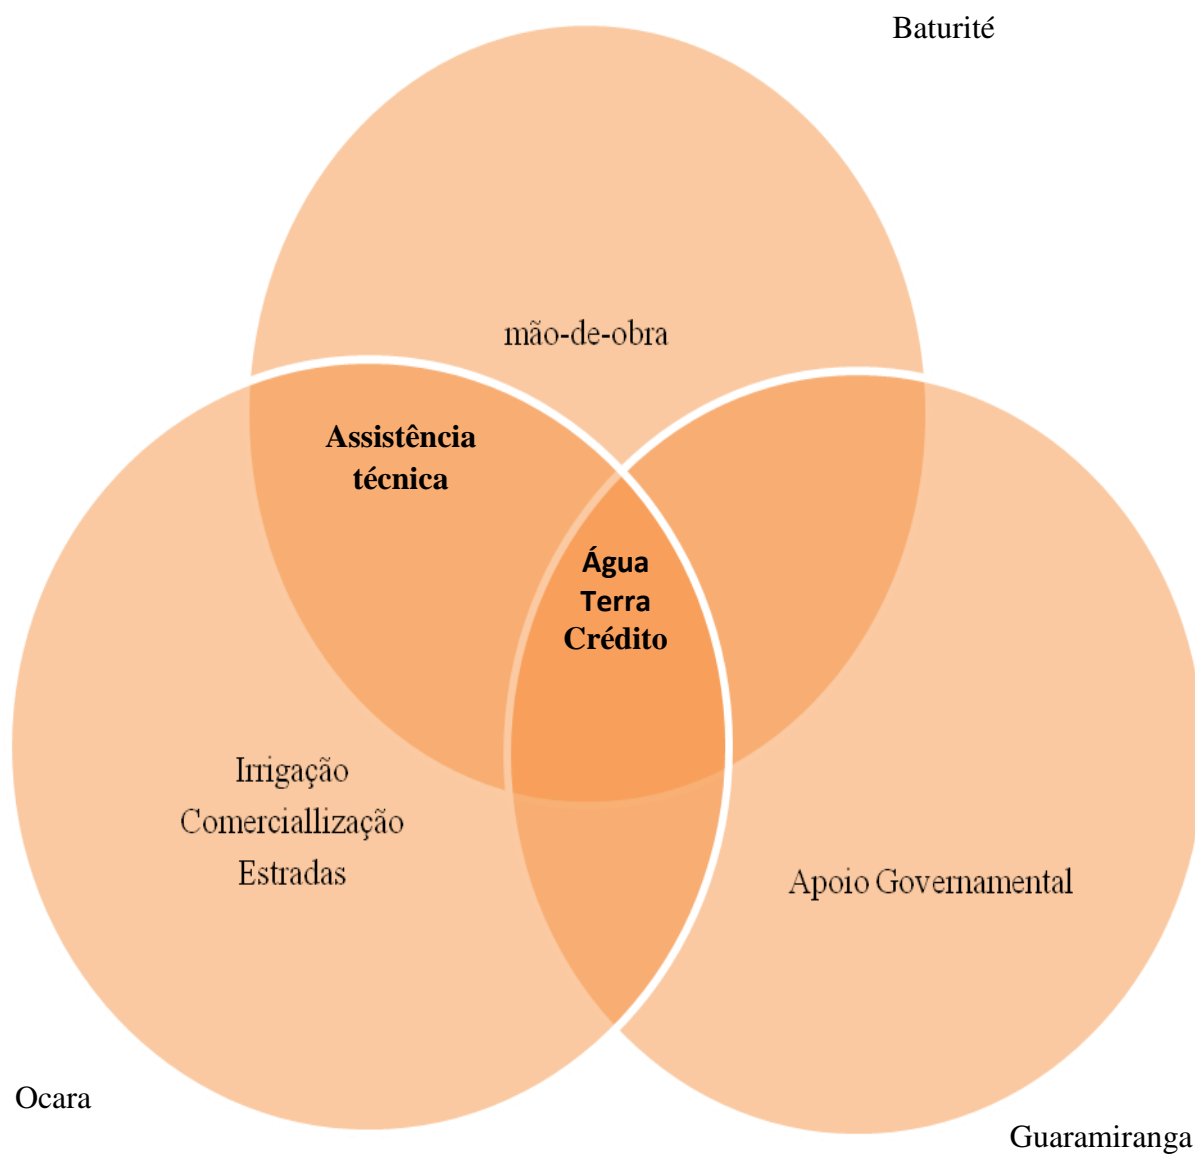 Baturité
mão-de-obra
Assistência
técnica
Água
Terra
Crédito
Irrigação
Comerciallização
Estradas
Apoio Governamental
Ocara
Guaramiranga